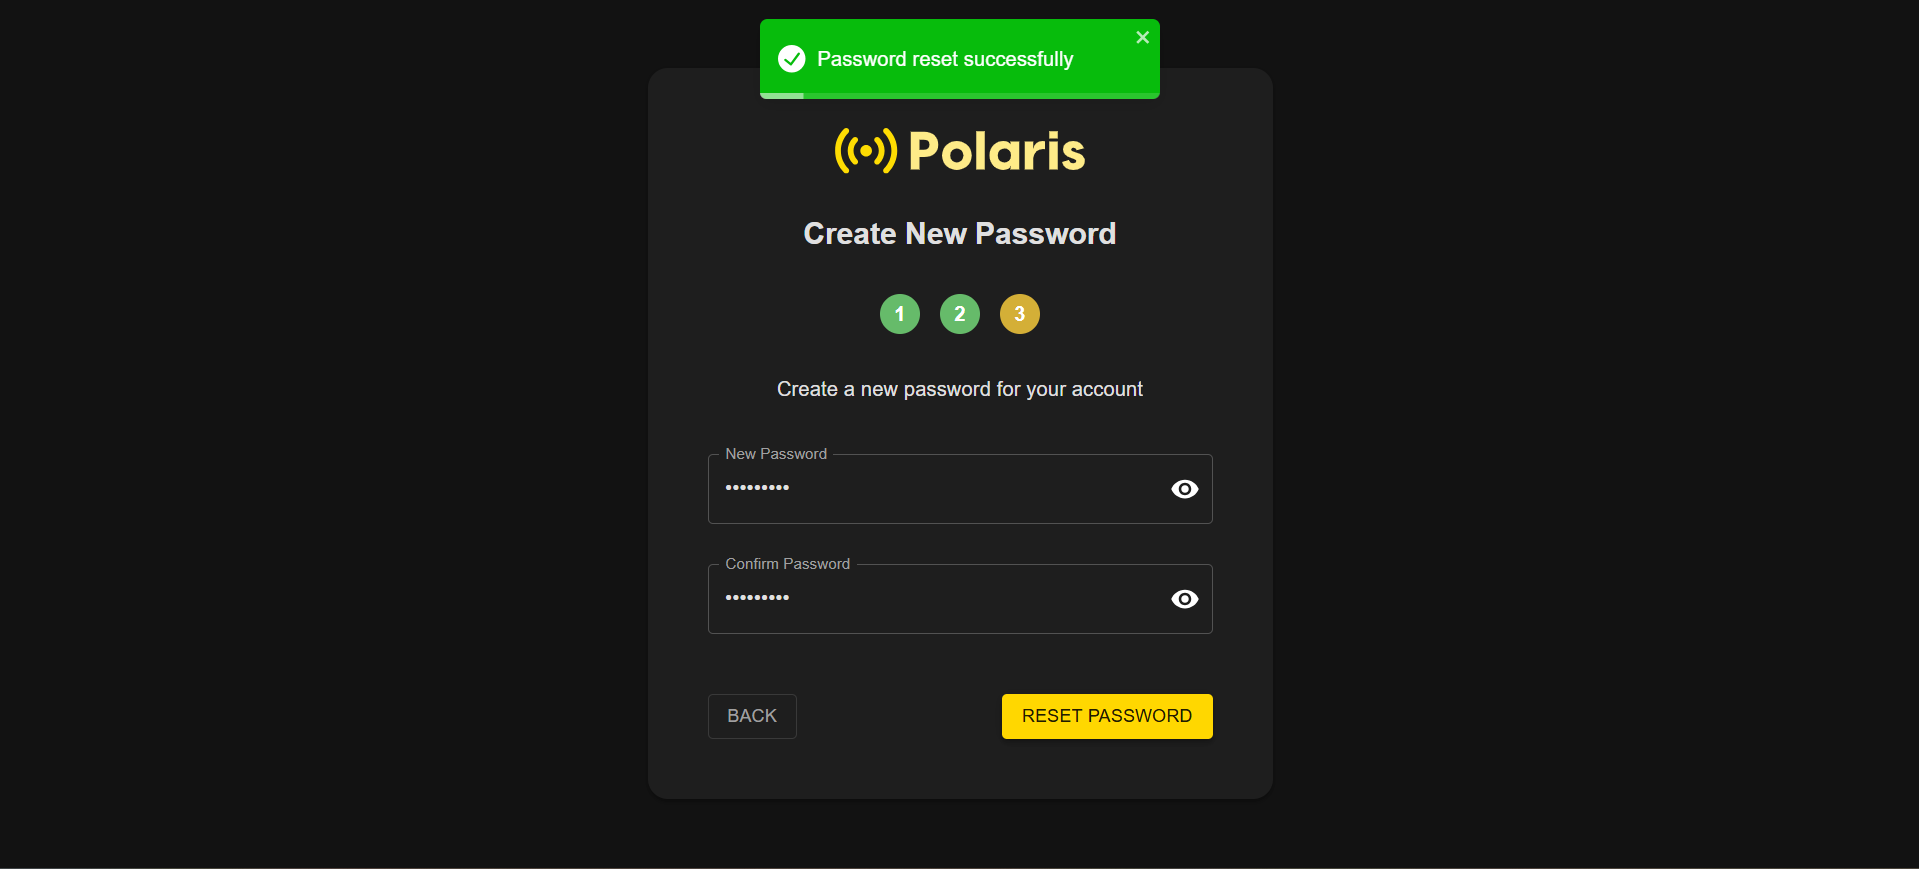 Password reset successfully
Polaris
Create New Password
1 2 3
Create a new password for your account
New Password
•••••••••
Confirm Password
•••••••••
BACK
RESET PASSWORD